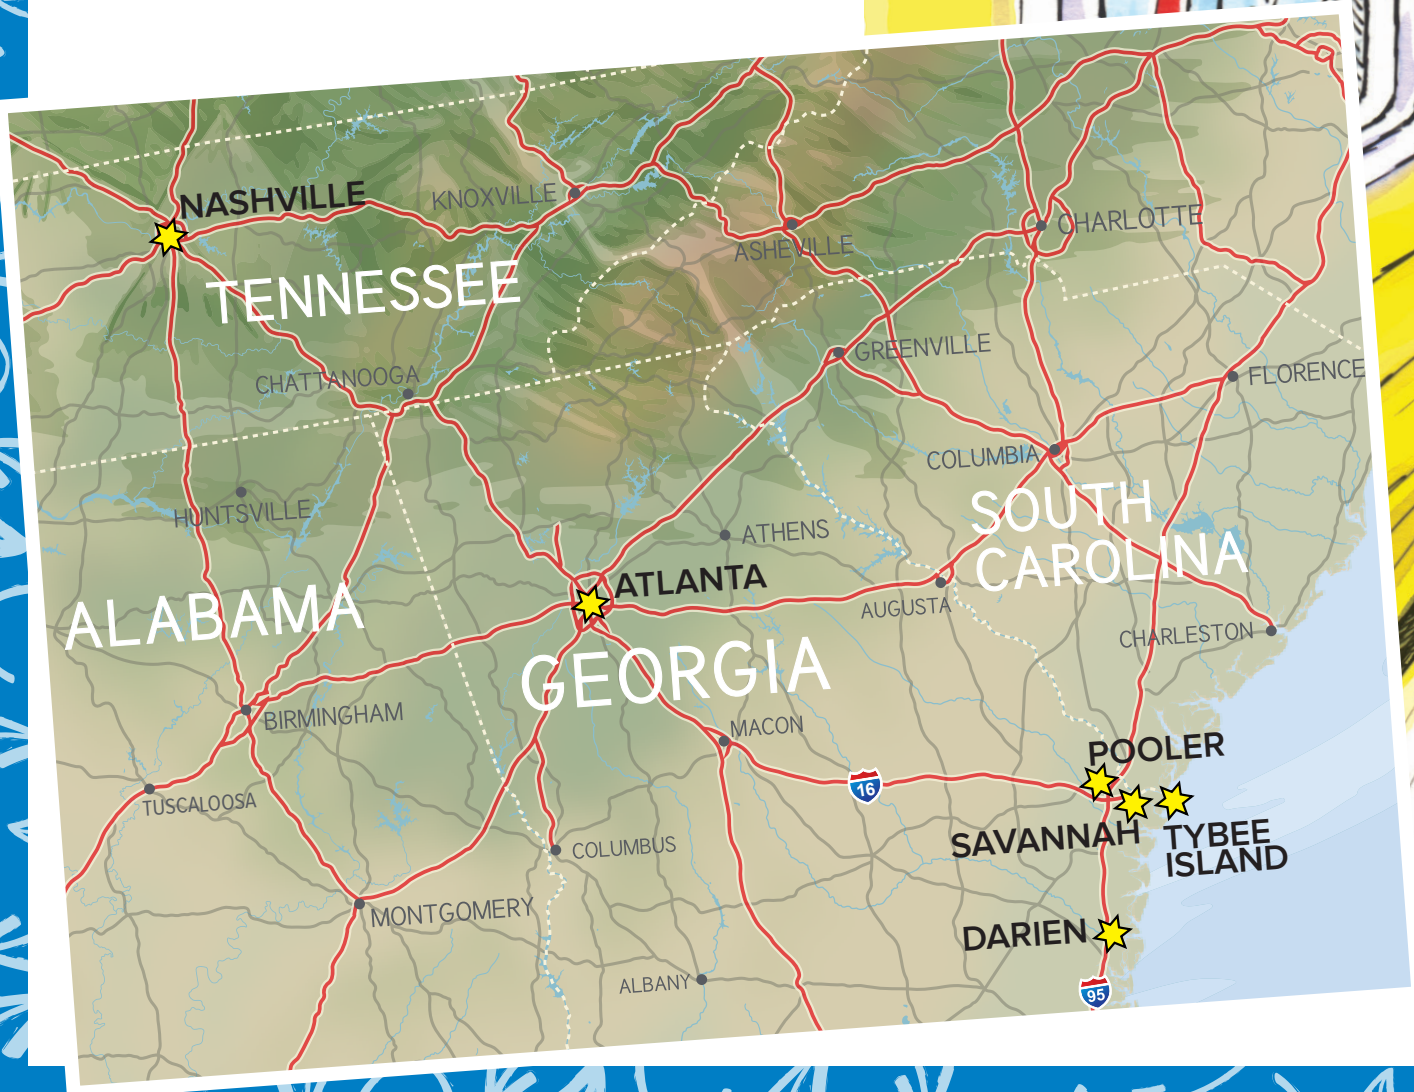 NASHVILLE
KNOXVILLE
ASHEVILLE
CHARLOTTE
TENNESSEE
CHATTANOOGA
GREENVILLE
FLORENCE
COLUMBIA
HUNTSVILLE
ATHENS
SOUTH
CAROLINA
ATLANTA
AUGUSTA
ALABAMA
CHARLESTON
GEORGIA
BIRMINGHAM
MACON
POOLER
16
TUSCALOOSA
SAVANNAH
TYBEE
ISLAND
COLUMBUS
MONTGOMERY
DARIEN
ALBANY
95